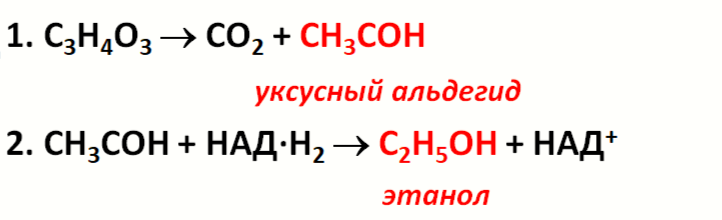 1. C₃H₄O₃ → CO₂ + CH₃COH
уксусный альдегид
2. CH₃COH + НАД·H₂ → C₂H₅OH + НАД⁺
этанол